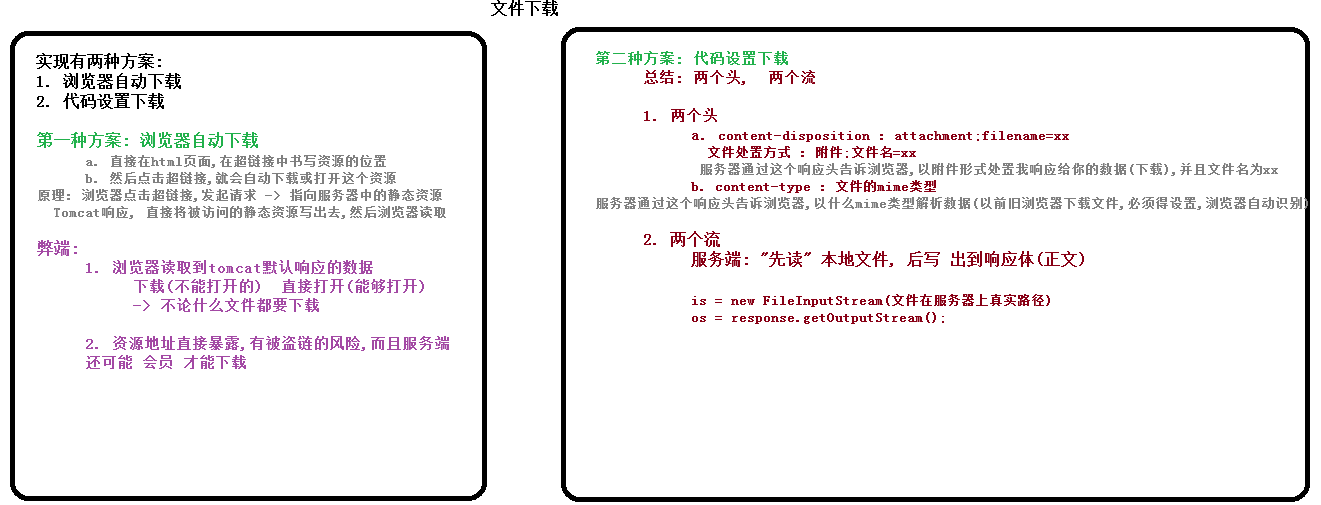 文件下载
实现有两种方案:
1. 浏览器自动下载
2. 代码设置下载
第一种方案: 浏览器自动下载
a. 直接在html页面,在超链接中书写资源的位置
b. 然后点击超链接,就会自动下载或打开这个资源
原理: 浏览器点击超链接,发起请求 -> 指向服务器中的静态资源
Tomcat响应, 直接将被访问的静态资源写出去,然后浏览器读取
弊端:
1. 浏览器读取到tomcat默认响应的数据
下载(不能打开的) 直接打开(能够打开)
-> 不论什么文件都要下载
2. 资源地址直接暴露,有被盗链的风险,而且服务端
还可能 会员 才能下载
第二种方案: 代码设置下载
总结: 两个头, 两个流
1. 两个头
a. content-disposition : attachment;filename=xx
文件处置方式 : 附件;文件名=xx
服务器通过这个响应头告诉浏览器,以附件形式处置我响应给你的数据(下载),并且文件名为xx
b. content-type : 文件的mime类型
服务器通过这个响应头告诉浏览器,以什么mime类型解析数据(以前旧浏览器下载文件,必须得设置,浏览器自动识别)
2. 两个流
服务端: "先读" 本地文件, 后写 出到响应体(正文)
is = new FileInputStream(文件在服务器上真实路径)
os = response.getOutputStream();